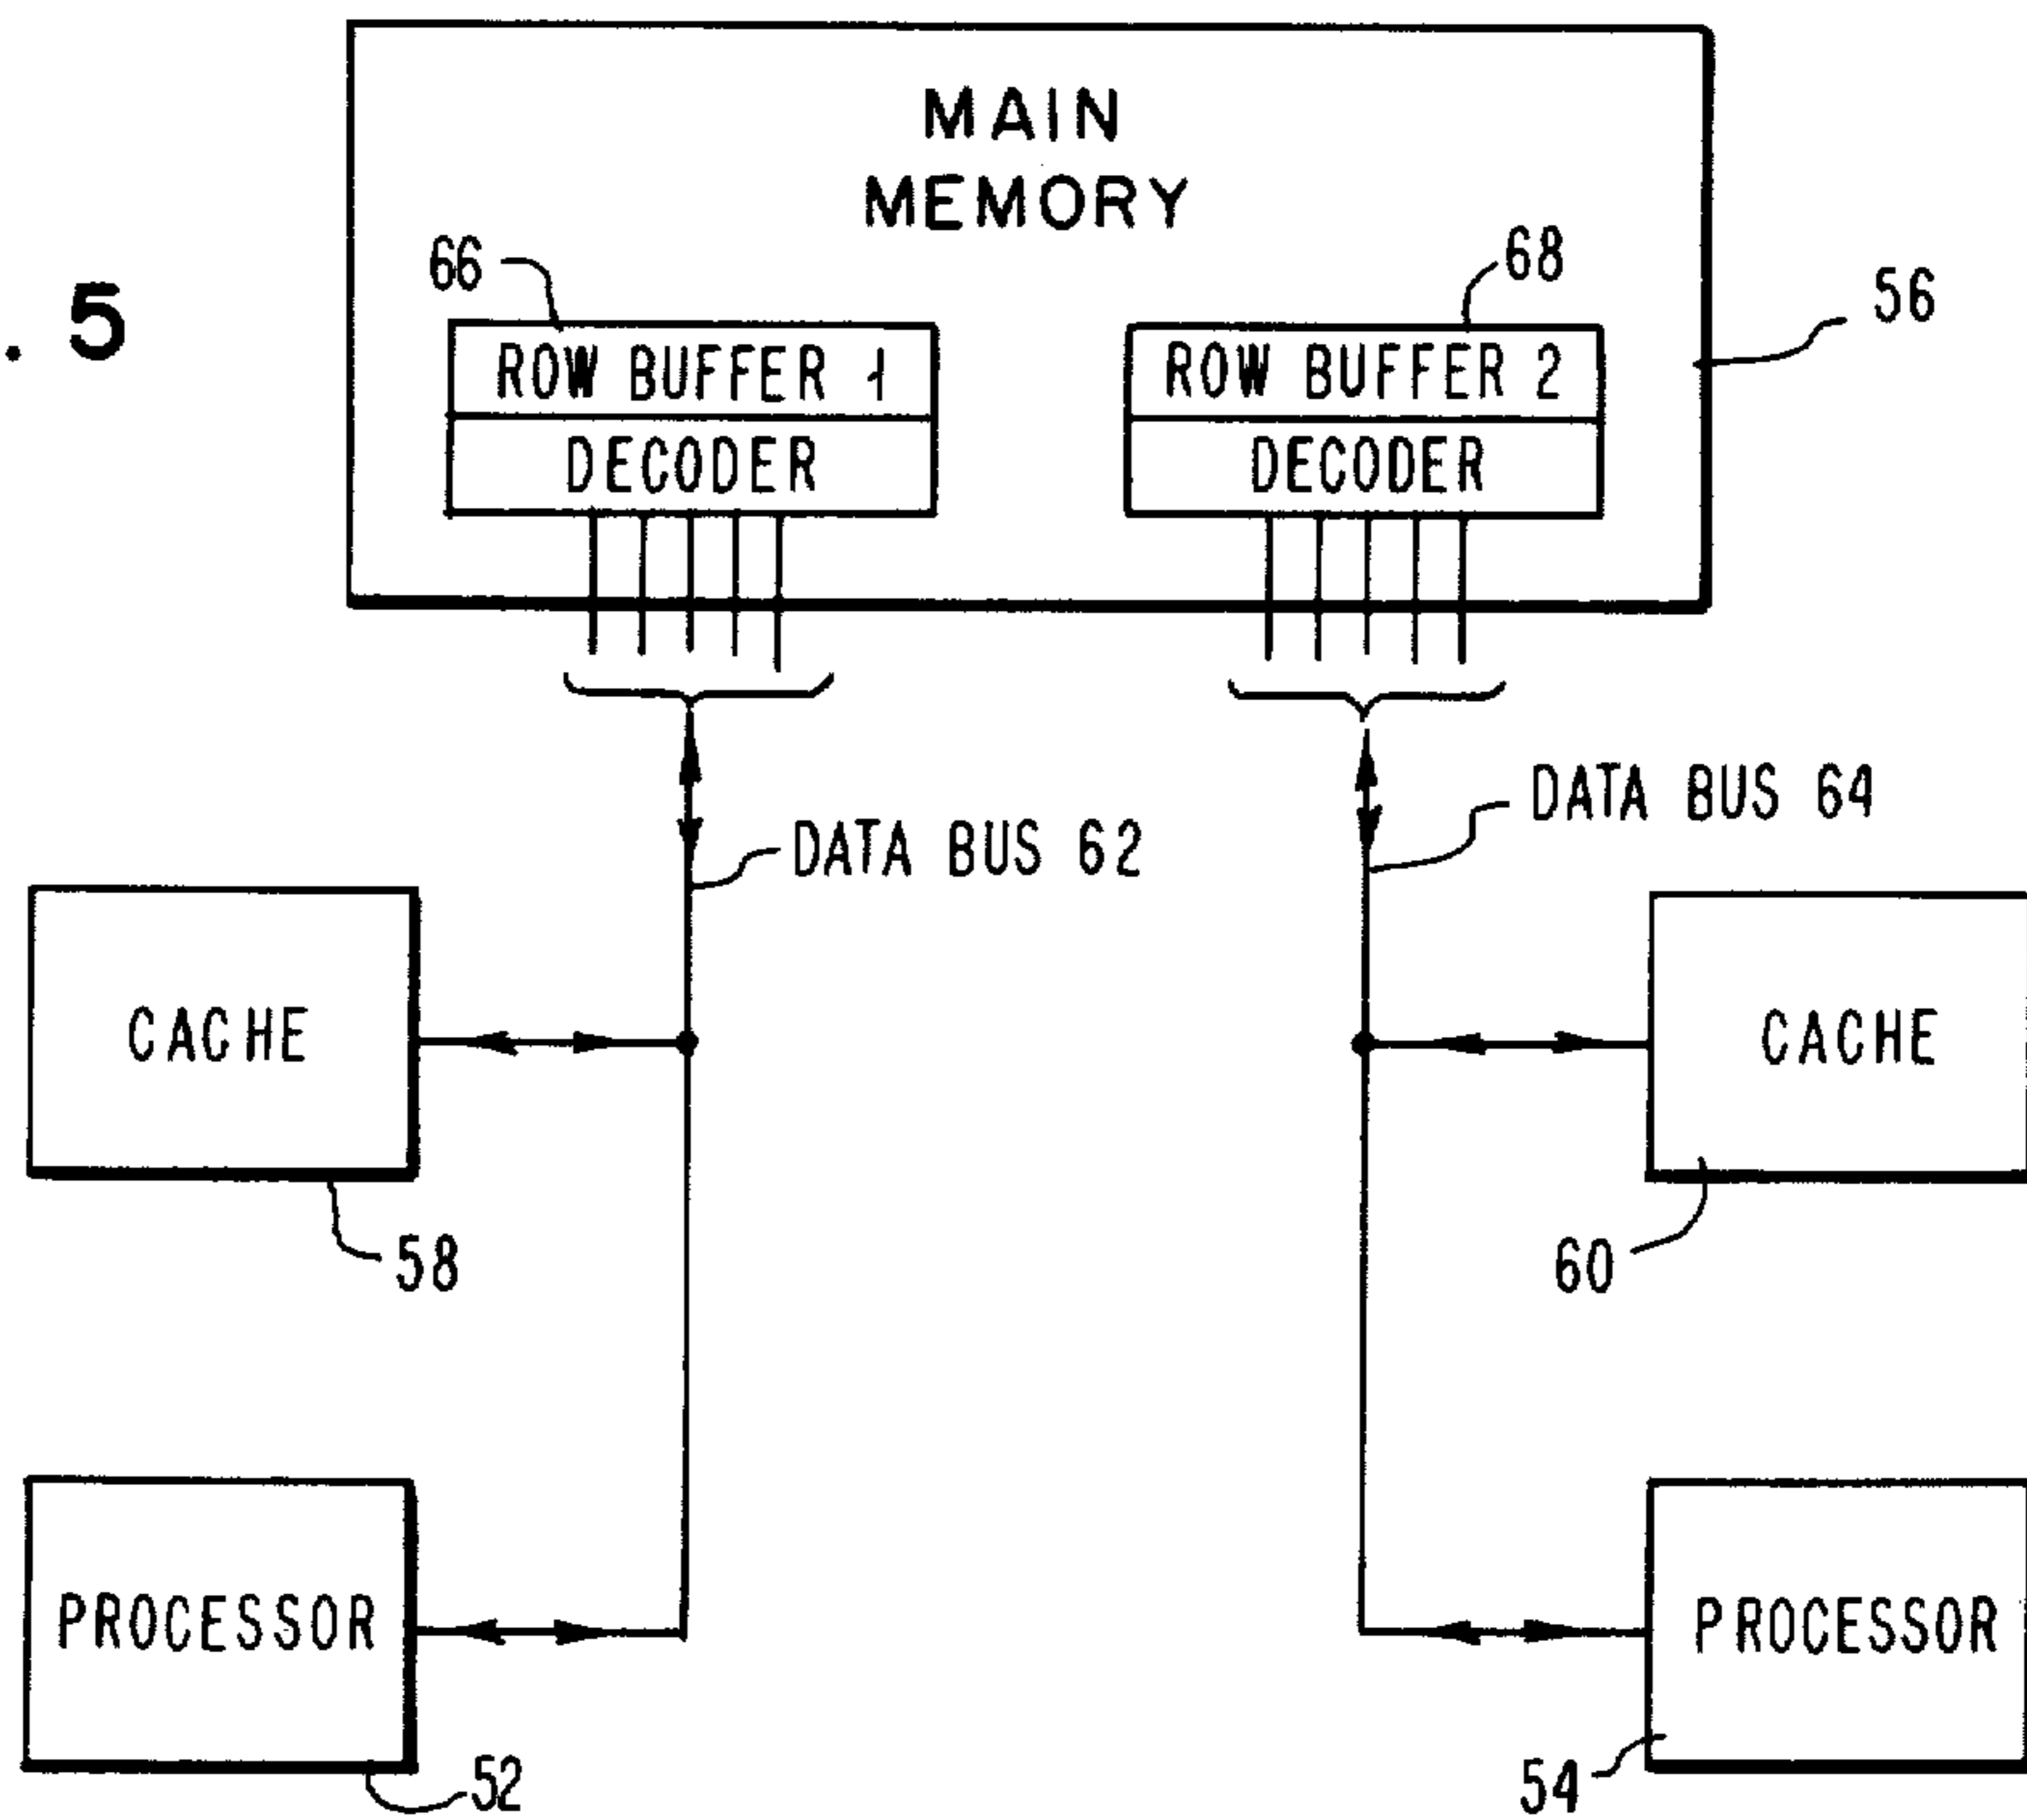 . 5
MAIN
MEMORY
66
68
56
ROW BUFFER 1
ROW BUFFER 2
DECODER
DECODER
DATA BUS 64
DATA BUS 62
CACHE
CACHE
58
60
PROCESSOR
PROCESSOR
52
54